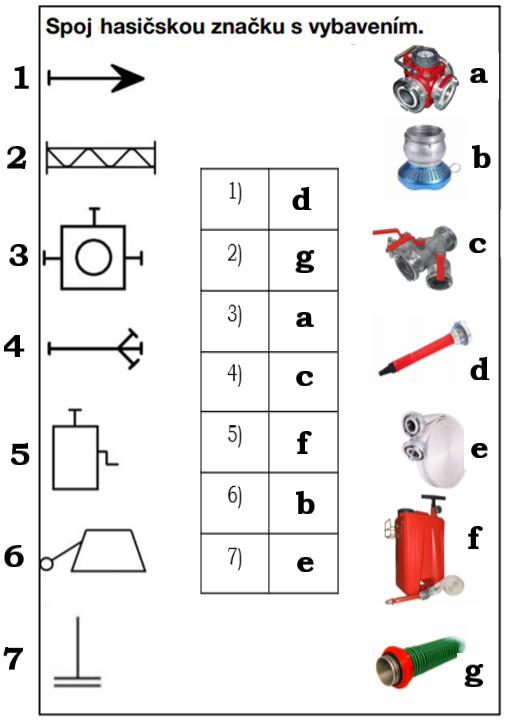 Spoj hasičskou značku s vybavením.
1
2
3
4
5
6
7
1) d
2) g
3) a
4) c
5) f
6) b
7) e
a
b
c
d
e
f
g